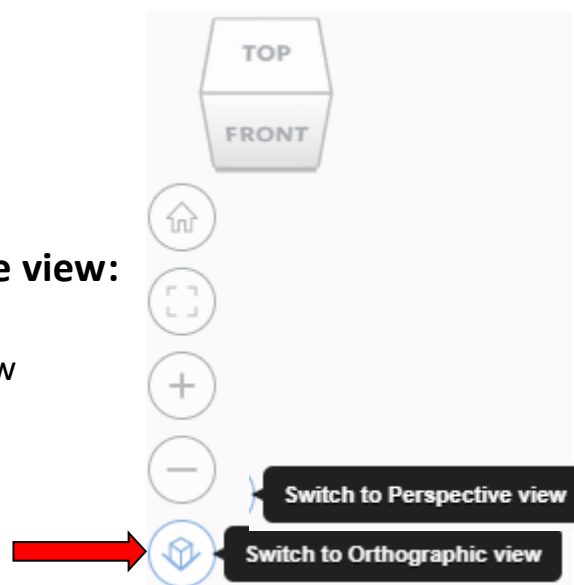 TOP
FRONT
e view:
w
Switch to Perspective view
Switch to Orthographic view